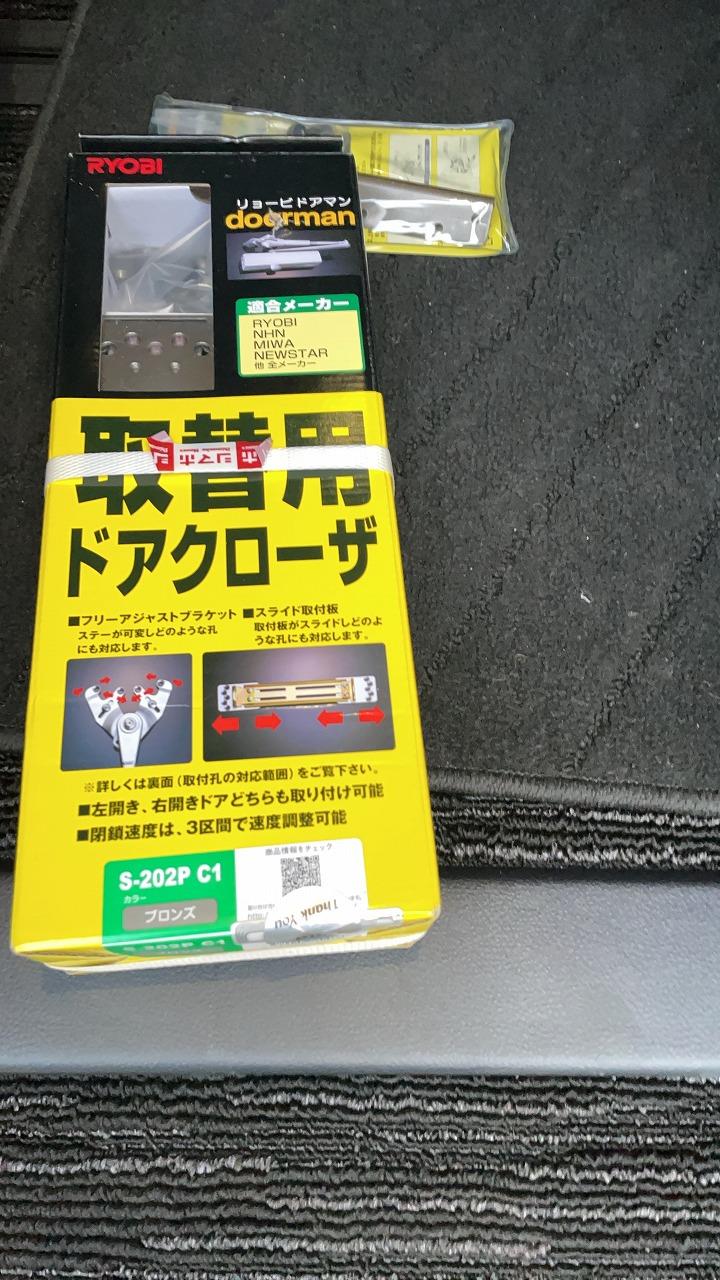 RYOBI
リョービドアマン
doorman
適合メーカー
RYOBI
NHN
MIWA
NEWSTAR
他 全メーカー
取替用
シマホ
ドアクローザ
■フリーアジャストブラケット
ステーが可変しどのような孔
にも対応します。
■スライド取付板
取付板がスライドしどのよ
うな孔にも対応します。
※詳しくは裏面(取付孔の対応範囲)をご覧下さい。
■左開き、右開きドアどちらも取り付け可能
■閉鎖速度は、3区間で速度調整可能
商品情報をチェック
S-202P C1
カラー
ブロンズ
Thank You
S-202P C1